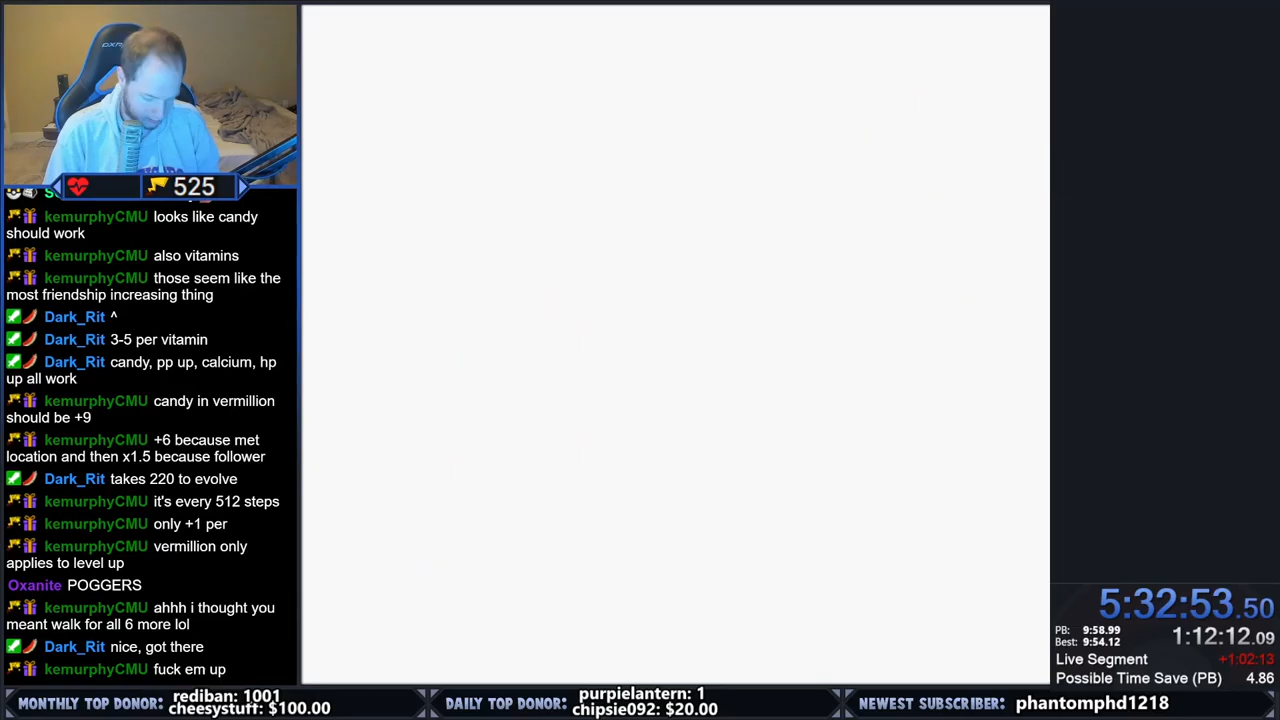 DXR
525
kemurphyCMU looks like candy
should work
kemurphyCMU also vitamins
kemurphyCMU those seem like the
most friendship increasing thing
Dark_Rit ^
Dark_Rit 3-5 per vitamin
Dark_Rit candy, pp up, calcium, hp
up all work
kemurphyCMU candy in vermillion
should be +9
kemurphyCMU +6 because met
location and then x1.5 because follower
Dark_Rit takes 220 to evolve
kemurphyCMU it's every 512 steps
kemurphyCMU only +1 per
kemurphyCMU vermillion only
applies to level up
Oxanite POGGERS
kemurphyCMU ahhh i thought you
meant walk for all 6 more lol
Dark_Rit nice, got there
kemurphyCMU fuck em up
5:32:53.50
PB: 9:58.99
Best: 9:54.12
1:12:12.09
Live Segment +1:02:13
Possible Time Save (PB) 4.86
MONTHLY TOP DONOR: rediban: 1001
cheesystuff: $100.00
DAILY TOP DONOR: purpielantern: 1
chipsie092: $20.00
NEWEST SUBSCRIBER: phantomphd1218